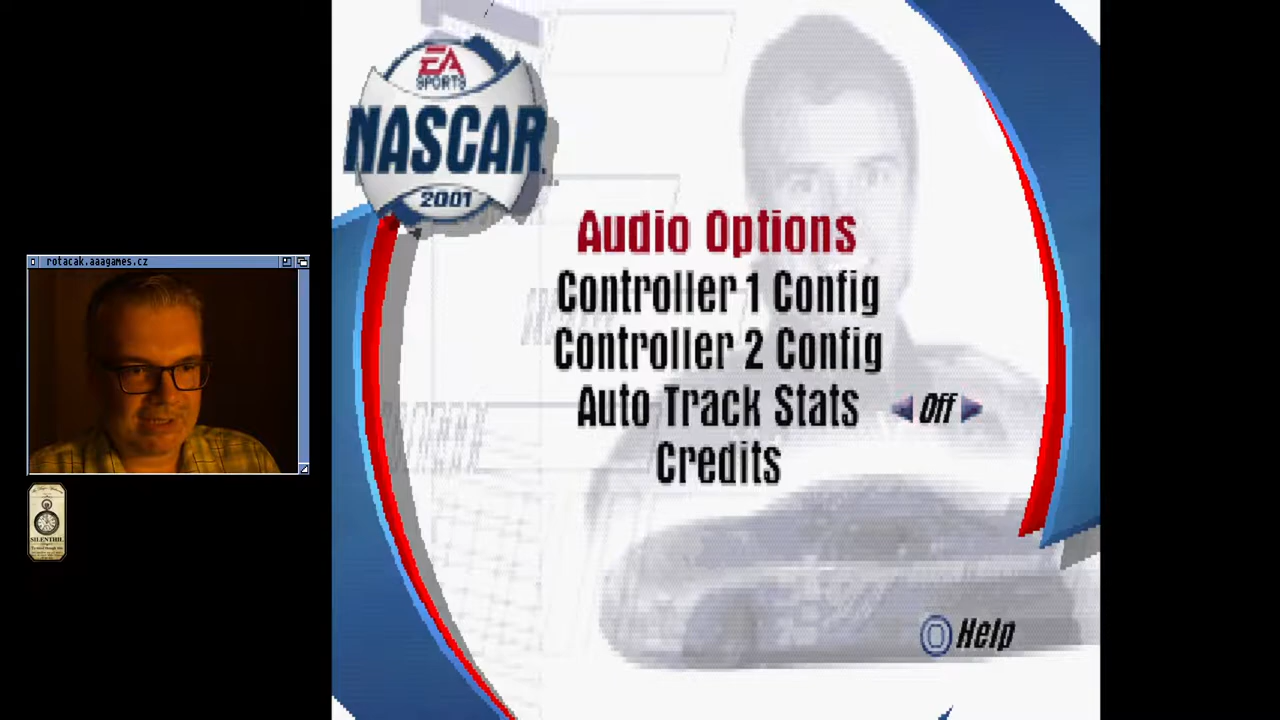 EA
SPORTS
NASCAR
2001
Audio Options
Controller 1 Config
Controller 2 Config
Auto Track Stats Off
Credits
Help
rotacak.aaagames.cz